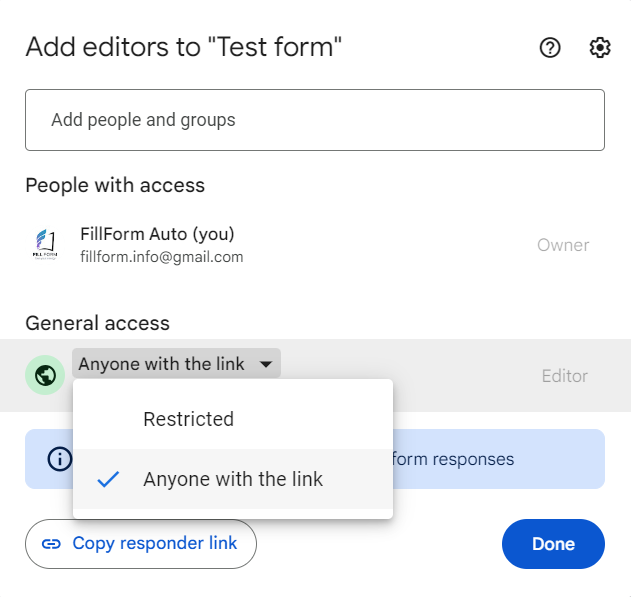 Add editors to "Test form"
Add people and groups
People with access
FILL FORM
FillForm Auto (you)
fillform.info@gmail.com
Owner
General access
Anyone with the link
Editor
Restricted
Anyone with the link
form responses
Copy responder link
Done